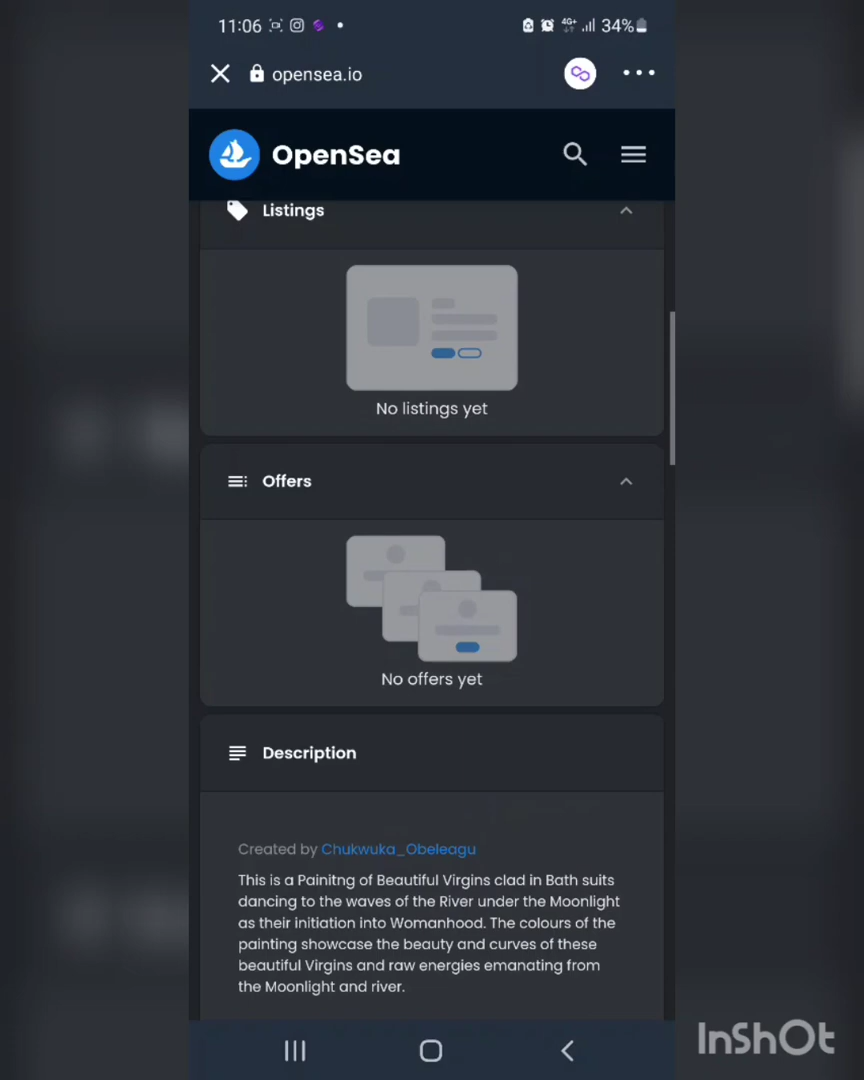 11:06 4G+ 34%
opensea.io
OpenSea
Listings
No listings yet
Offers
No offers yet
Description
Created by Chukwuka_Obeleagu
This is a Painitng of Beautiful Virgins clad in Bath suits
dancing to the waves of the River under the Moonlight
as their initiation into Womanhood. The colours of the
painting showcase the beauty and curves of these
beautiful Virgins and raw energies emanating from
the Moonlight and river.
InShOt